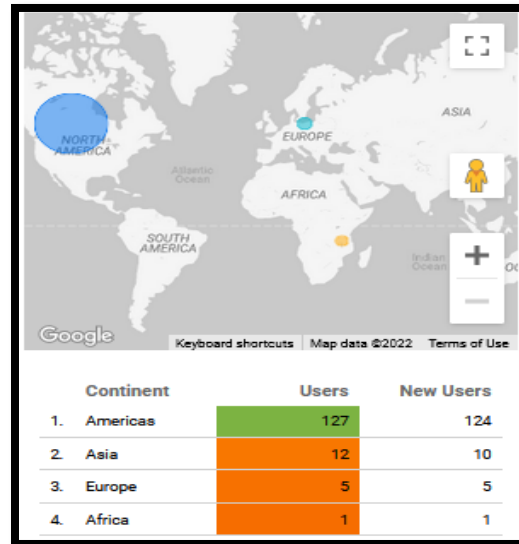 ASIA
NORTH
AMERICA
EUROPE
Atlantic
Ocean
AFRICA
SOUTH
AMERICA
Indian
Ocean
Google
Keyboard shortcuts Map data ©2022 Terms of Use
Continent Users New Users
1. Americas 127 124
2. Asia 12 10
3. Europe 5 5
4. Africa 1 1